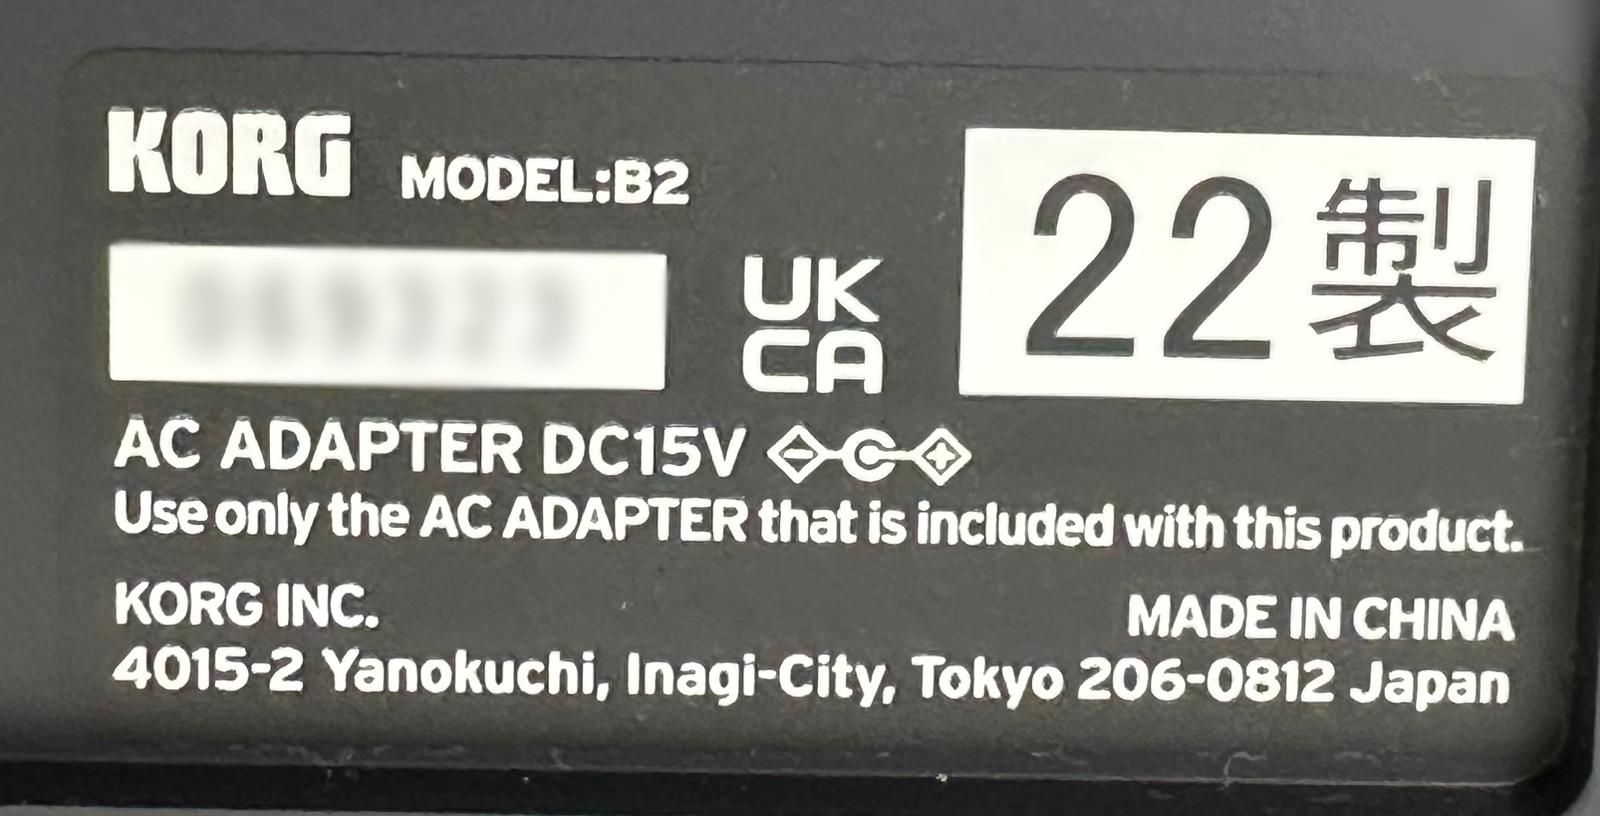 KORG MODEL:B2
22製
UK
CA
AC ADAPTER DC15V
Use only the AC ADAPTER that is included with this product.
KORG INC.
MADE IN CHINA
4015-2 Yanokuchi, Inagi-City, Tokyo 206-0812 Japan